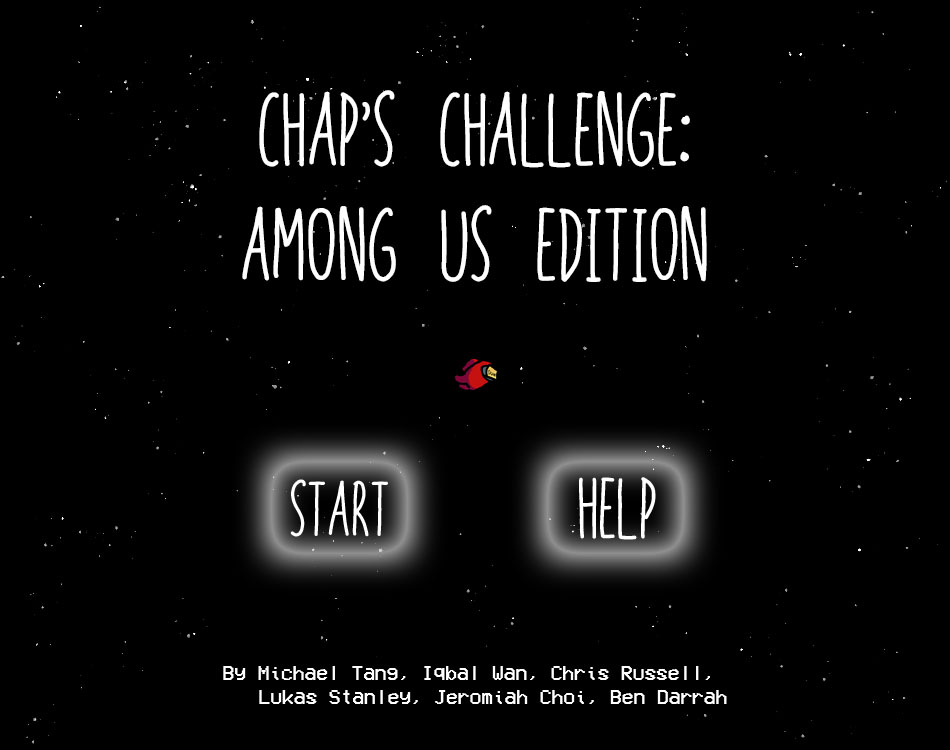 CHAP'S CHALLENGE:
AMONG US EDITION
START HELP
By Michael Tang, Iqbal Wan, Chris Russell,
Lukas Stanley, Jeromiah Choi, Ben Darrah